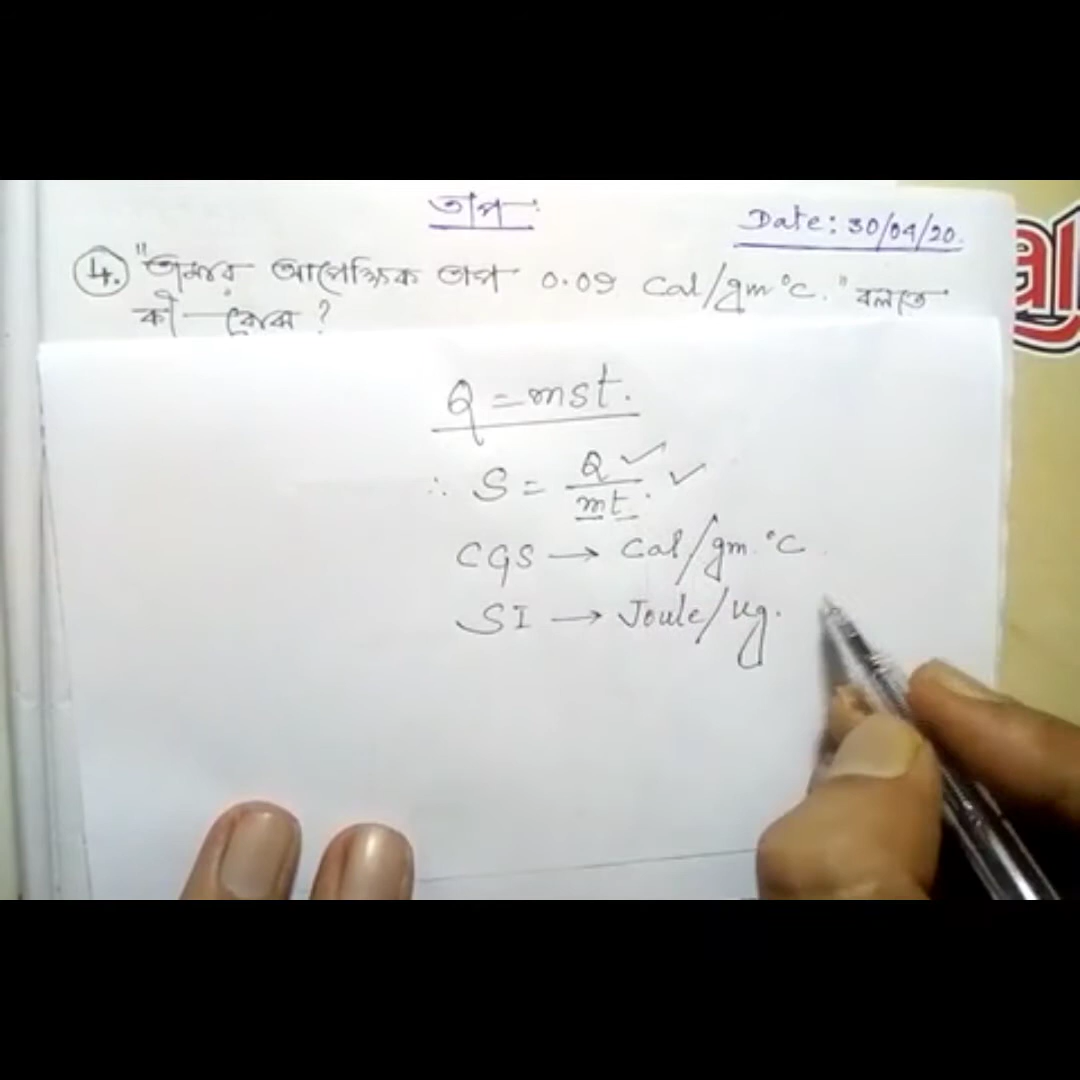 তাপ:
Date: 30/04/20.
4. "তামার আপেক্ষিক তাপ 0.09 Cal/gm°C." বলতে
কী বোঝ ?
Q = mst.
∴ S = Q/mt. ✓ ✓
CGS → Cal/gm.°C
SI → Joule/Kg.